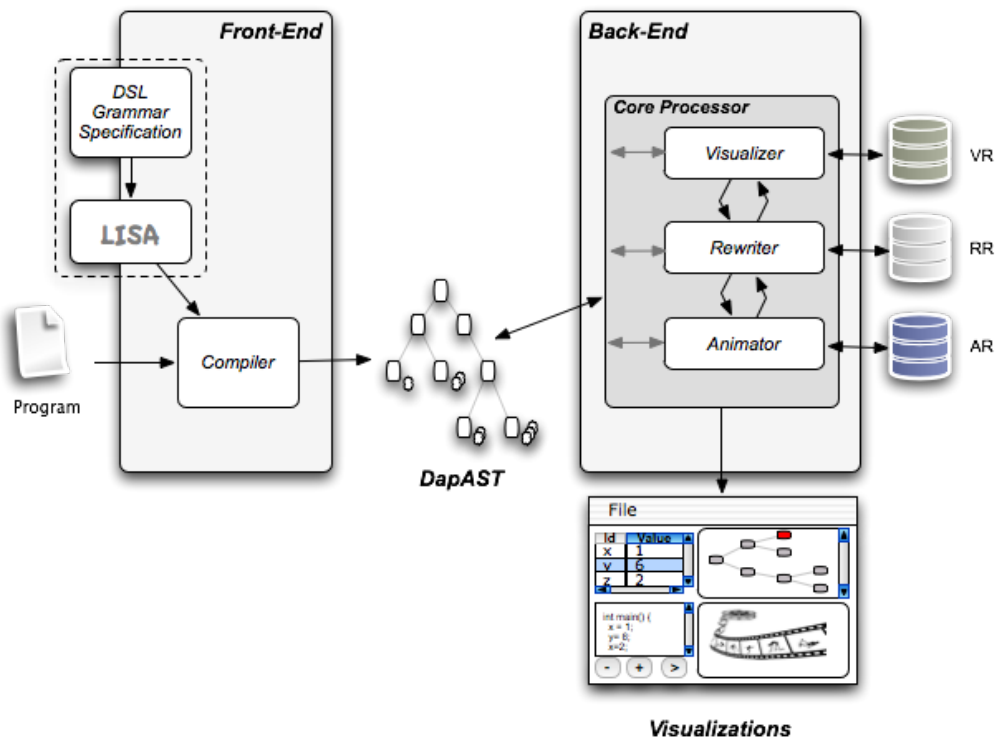 Front-End
DSL
Grammar
Specification
LISA
Compiler
Program
DapAST
Back-End
Core Processor
Visualizer
Rewriter
Animator
VR
RR
AR
File
Id Value
x 1
y 6
z 2
int main() {
x = 1;
y= 6;
x=2;
- + >
Visualizations